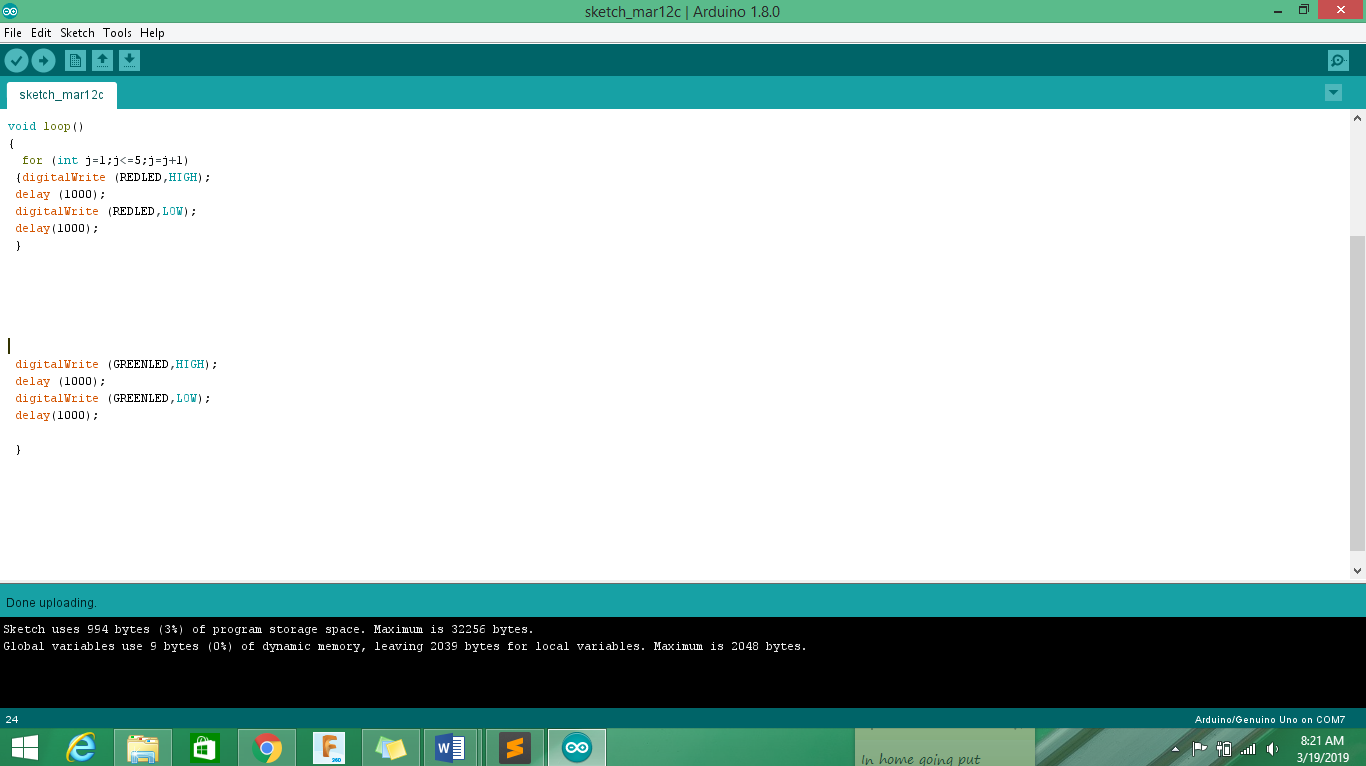 sketch_mar12c | Arduino 1.8.0
File Edit Sketch Tools Help
sketch_mar12c
void loop()
{
for (int j=1;j<=5;j=j+1)
{digitalWrite (REDLED,HIGH);
delay (1000);
digitalWrite (REDLED,LOW);
delay(1000);
}
digitalWrite (GREENLED,HIGH);
delay (1000);
digitalWrite (GREENLED,LOW);
delay(1000);
}
Done uploading.
Sketch uses 994 bytes (3%) of program storage space. Maximum is 32256 bytes.
Global variables use 9 bytes (0%) of dynamic memory, leaving 2039 bytes for local variables. Maximum is 2048 bytes.
24
Arduino/Genuino Uno on COM7
In home going put
8:21 AM
3/19/2019